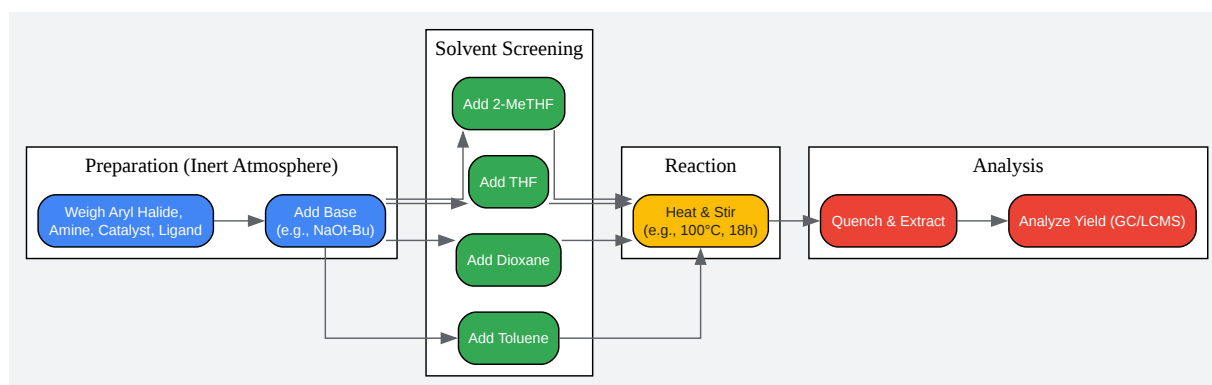 Preparation (Inert Atmosphere)
Weigh Aryl Halide,
Amine, Catalyst, Ligand
Add Base
(e.g., NaOt-Bu)
Solvent Screening
Add 2-MeTHF
Add THF
Add Dioxane
Add Toluene
Reaction
Heat & Stir
(e.g., 100°C, 18h)
Analysis
Quench & Extract
Analyze Yield (GC/LCMS)